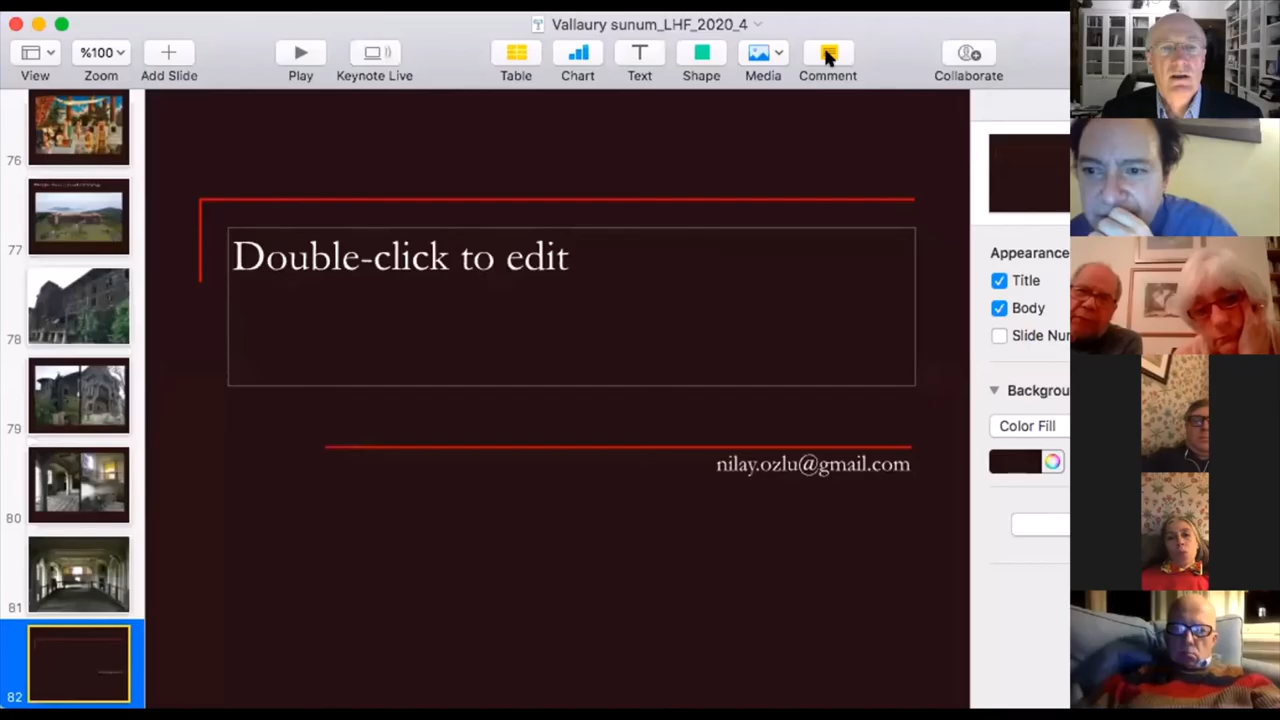 Vallaury sunum_LHF_2020_4
%100
View
Zoom
Add Slide
Play
Keynote Live
Table
Chart
Text
Shape
Media
Comment
Collaborate
76
77
78
79
80
81
82
Double-click to edit
nilay.ozlu@gmail.com
Appearance
Title
Body
Slide Nu
Backgrou
Color Fill